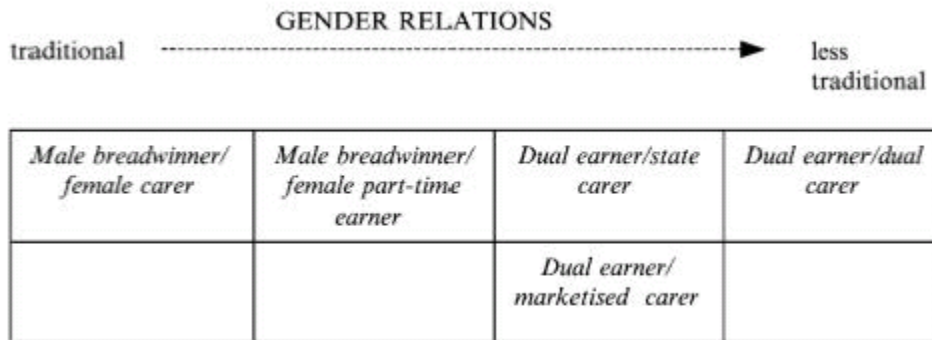 GENDER RELATIONS
traditional
less
traditional
Male breadwinner/
female carer
Male breadwinner/
female part-time
earner
Dual earner/state
carer
Dual earner/dual
carer
Dual earner/
marketised carer